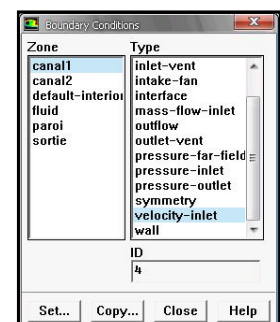 Boundary Conditions
Zone
Type
canal1
canal2
default-interior
fluid
paroi
sortie
inlet-vent
intake-fan
interface
mass-flow-inlet
outflow
outlet-vent
pressure-far-field
pressure-inlet
pressure-outlet
symmetry
velocity-inlet
wall
ID
4
Set...
Copy...
Close
Help